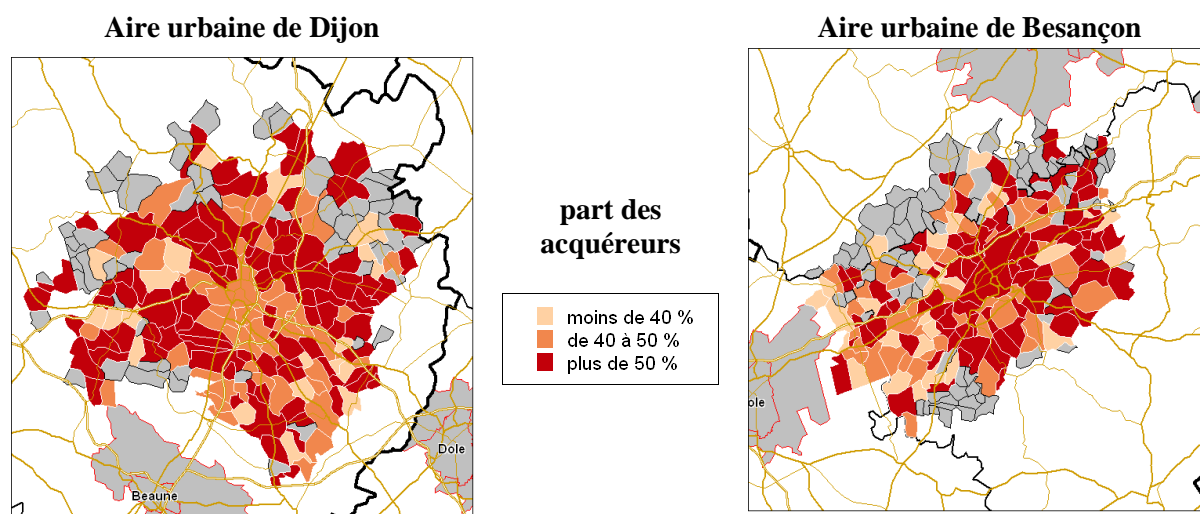 Aire urbaine de Dijon
Aire urbaine de Besançon
part des
acquéreurs
moins de 40 %
de 40 à 50 %
plus de 50 %
Dole
Beaune
ole